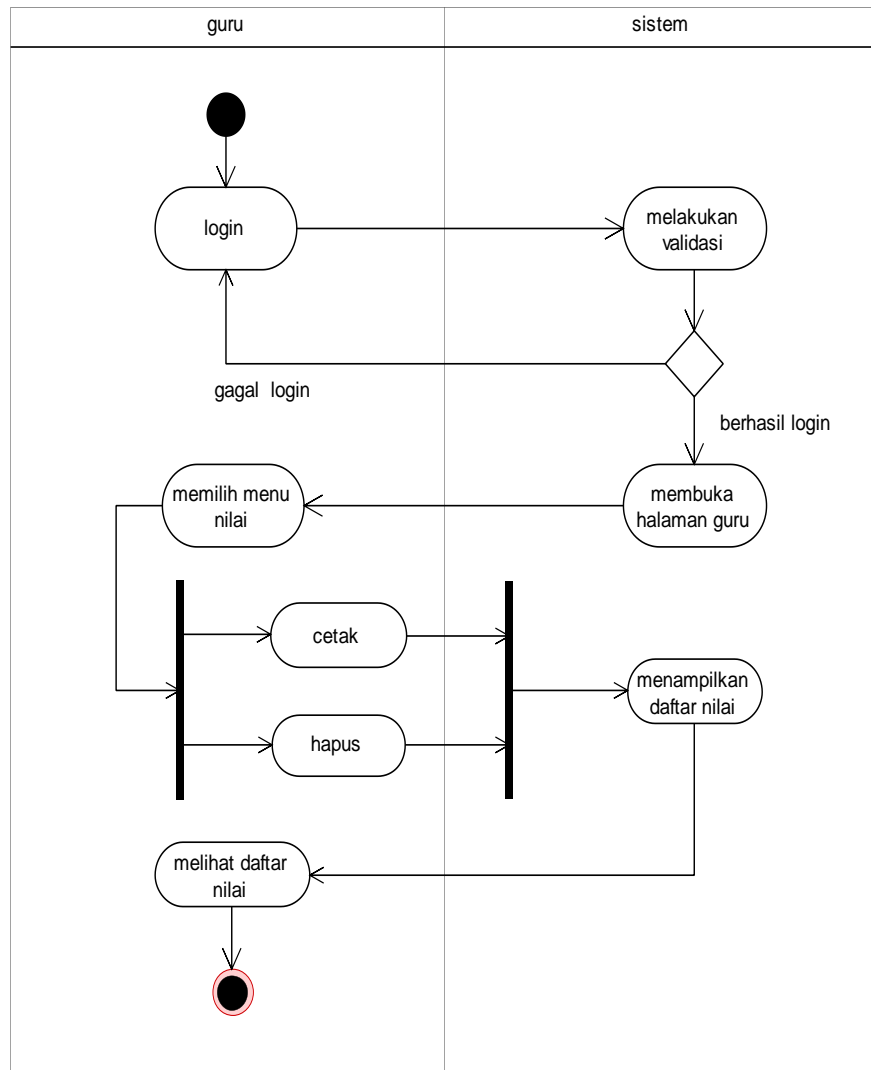 guru
sistem
login
melakukan
validasi
gagal login
berhasil login
memilih menu
nilai
membuka
halaman guru
cetak
hapus
menampilkan
daftar nilai
melihat daftar
nilai